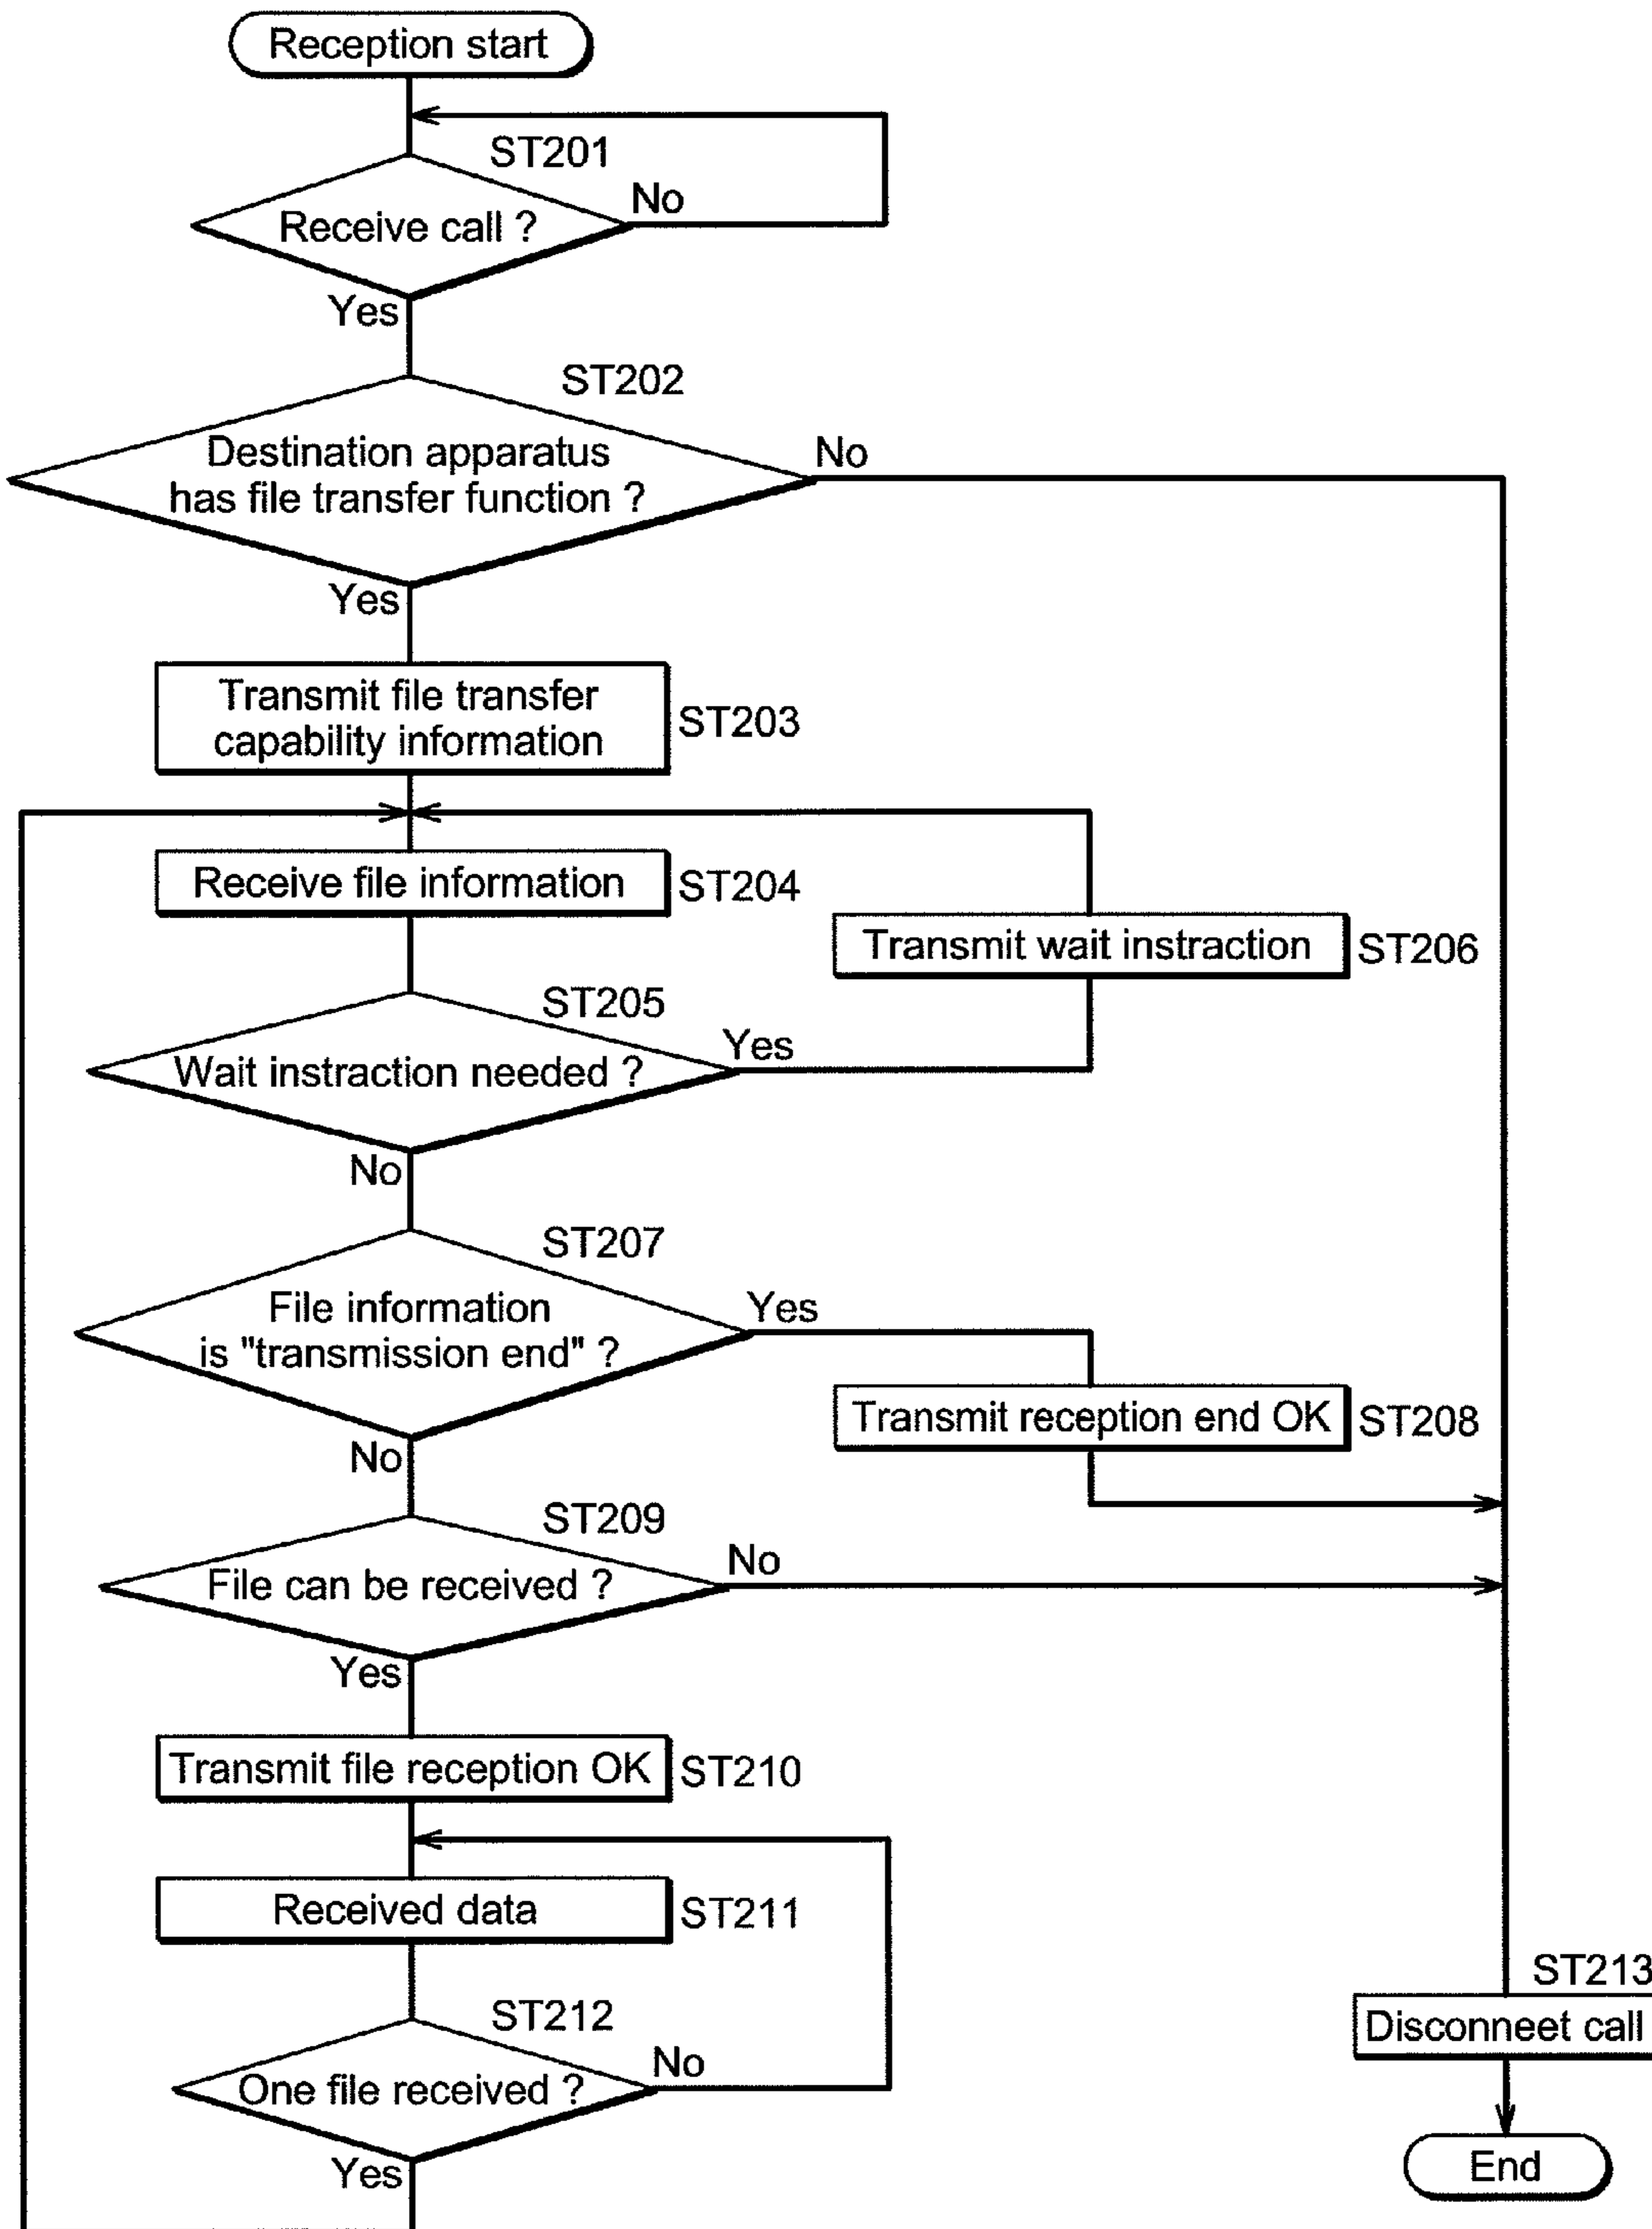 Reception start
ST201
Receive call ?
No
Yes
ST202
Destination apparatus
has file transfer function ?
No
Yes
Transmit file transfer
capability information
ST203
Receive file information
ST204
Transmit wait instraction
ST206
ST205
Wait instraction needed ?
Yes
No
ST207
File information
is "transmission end" ?
Yes
Transmit reception end OK
ST208
No
ST209
File can be received ?
No
Yes
Transmit file reception OK
ST210
Received data
ST211
ST212
One file received ?
No
Yes
ST213
Disconneet call
End